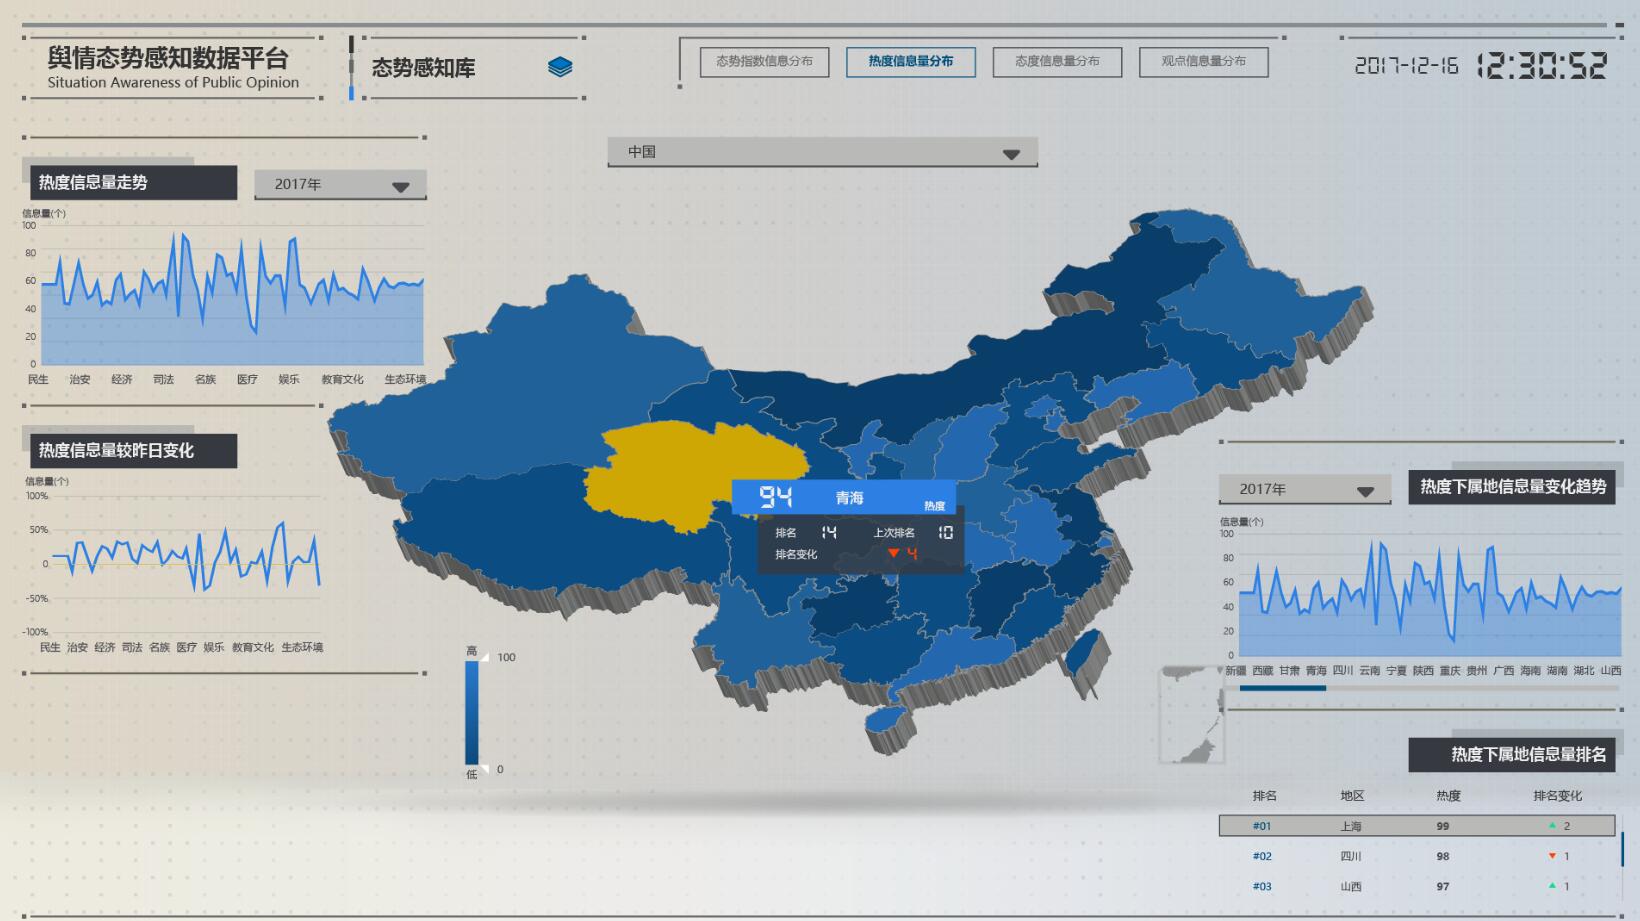 舆情态势感知数据平台
Situation Awareness of Public Opinion
态势感知库
态势指数信息分布
热度信息量分布
态度信息量分布
观点信息量分布
2017-12-16 12:30:52
中国
热度信息量走势
2017年
信息量(个)
100
80
60
40
20
0
民生 治安 经济 司法 名族 医疗 娱乐 教育文化 生态环境
热度信息量较昨日变化
信息量(个)
100%
50%
0
-50%
-100%
民生 治安 经济 司法 名族 医疗 娱乐 教育文化 生态环境
94 青海 热度
排名 14 上次排名 10
排名变化 4
高 100
低 0
2017年
热度下属地信息量变化趋势
信息量(个)
100
80
60
40
20
0
新疆 西藏 甘肃 青海 四川 云南 宁夏 陕西 重庆 贵州 广西 海南 湖南 湖北 山西
热度下属地信息量排名
排名 地区 热度 排名变化
#01 上海 99 2
#02 四川 98 1
#03 山西 97 1